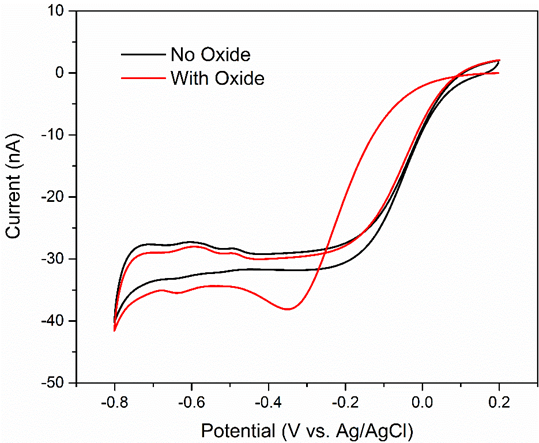 10
0
-10
-20
-30
-40
-50
Current (nA)
No Oxide
With Oxide
-0.8 -0.6 -0.4 -0.2 0.0 0.2
Potential (V vs. Ag/AgCl)